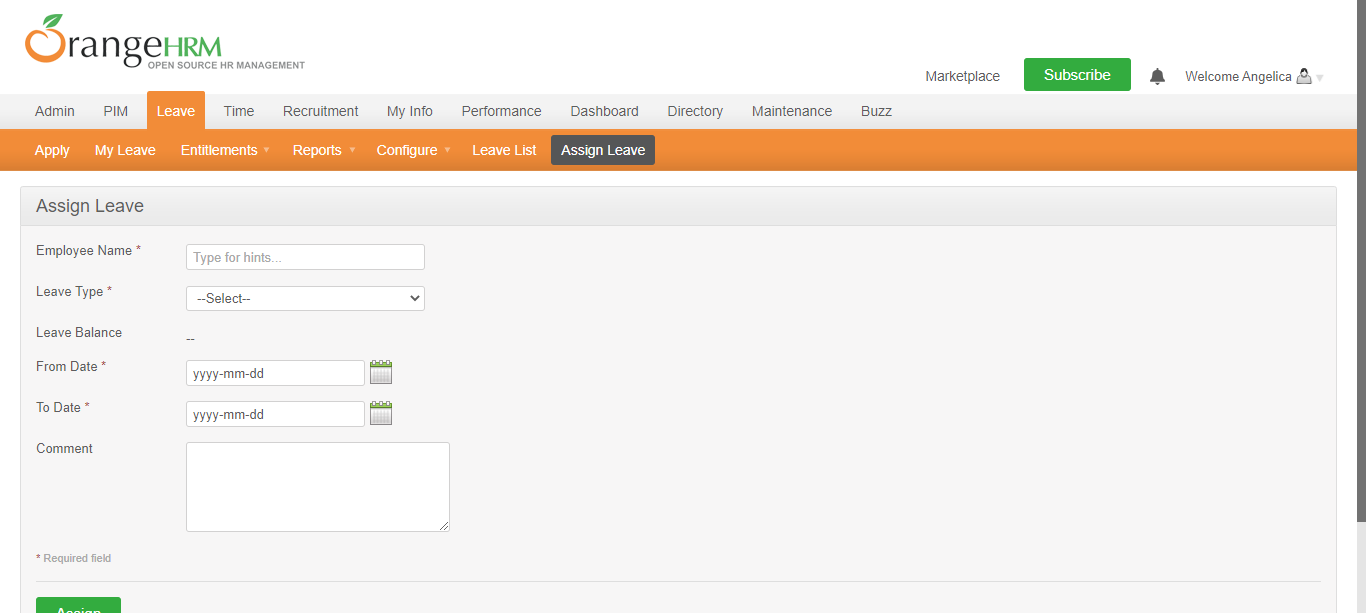 OrangeHRM
OPEN SOURCE HR MANAGEMENT
Marketplace Subscribe Welcome Angelica
Admin PIM Leave Time Recruitment My Info Performance Dashboard Directory Maintenance Buzz
Apply My Leave Entitlements Reports Configure Leave List Assign Leave
Assign Leave
Employee Name * Type for hints...
Leave Type * --Select--
Leave Balance --
From Date * yyyy-mm-dd
To Date * yyyy-mm-dd
Comment
* Required field
Assign